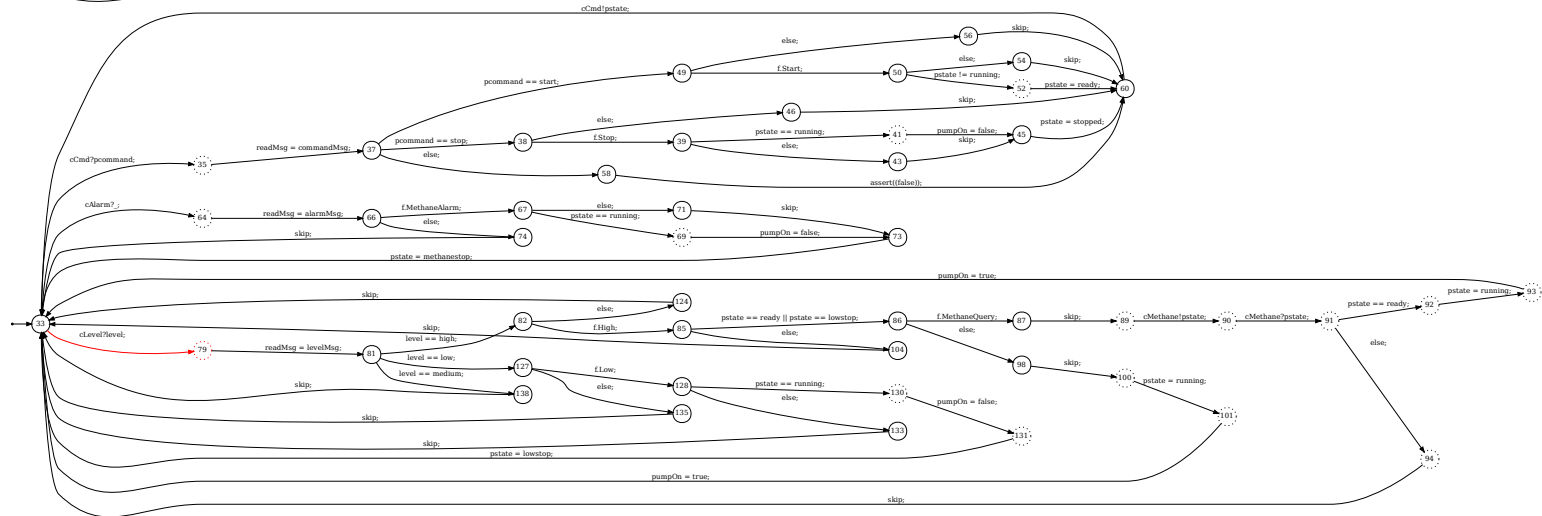 cCmd!pstate;
56
skip;
else;
54
else;
skip;
49
f.Start;
50
pstate != running;
pcommand == start;
52
pstate = ready;
60
46
skip;
else;
pstate = stopped;
pstate == running;
41
pumpOn = false;
45
pcommand == stop;
38
f.Stop;
39
skip;
readMsg = commandMsg;
37
else;
else;
43
cCmd?pcommand;
35
58
assert((false));
cAlarm?_;
64
readMsg = alarmMsg;
66
f.MethaneAlarm;
67
else;
71
skip;
pstate == running;
else;
skip;
74
69
pumpOn = false;
73
pstate = methanestop;
pumpOn = true;
93
pstate = running;
92
pstate == ready;
skip;
124
else;
33
cLevel?level;
82
f.High;
85
pstate == ready || pstate == lowstop;
86
f.MethaneQuery;
87
skip;
89
cMethane!pstate;
90
cMethane?pstate;
91
skip;
level == high;
else;
else;
else;
104
79
readMsg = levelMsg;
81
level == low;
127
f.Low;
98
skip;
100
pstate = running;
level == medium;
skip;
138
else;
128
pstate == running;
130
pumpOn = false;
else;
skip;
135
101
skip;
133
131
pstate = lowstop;
94
pumpOn = true;
skip;